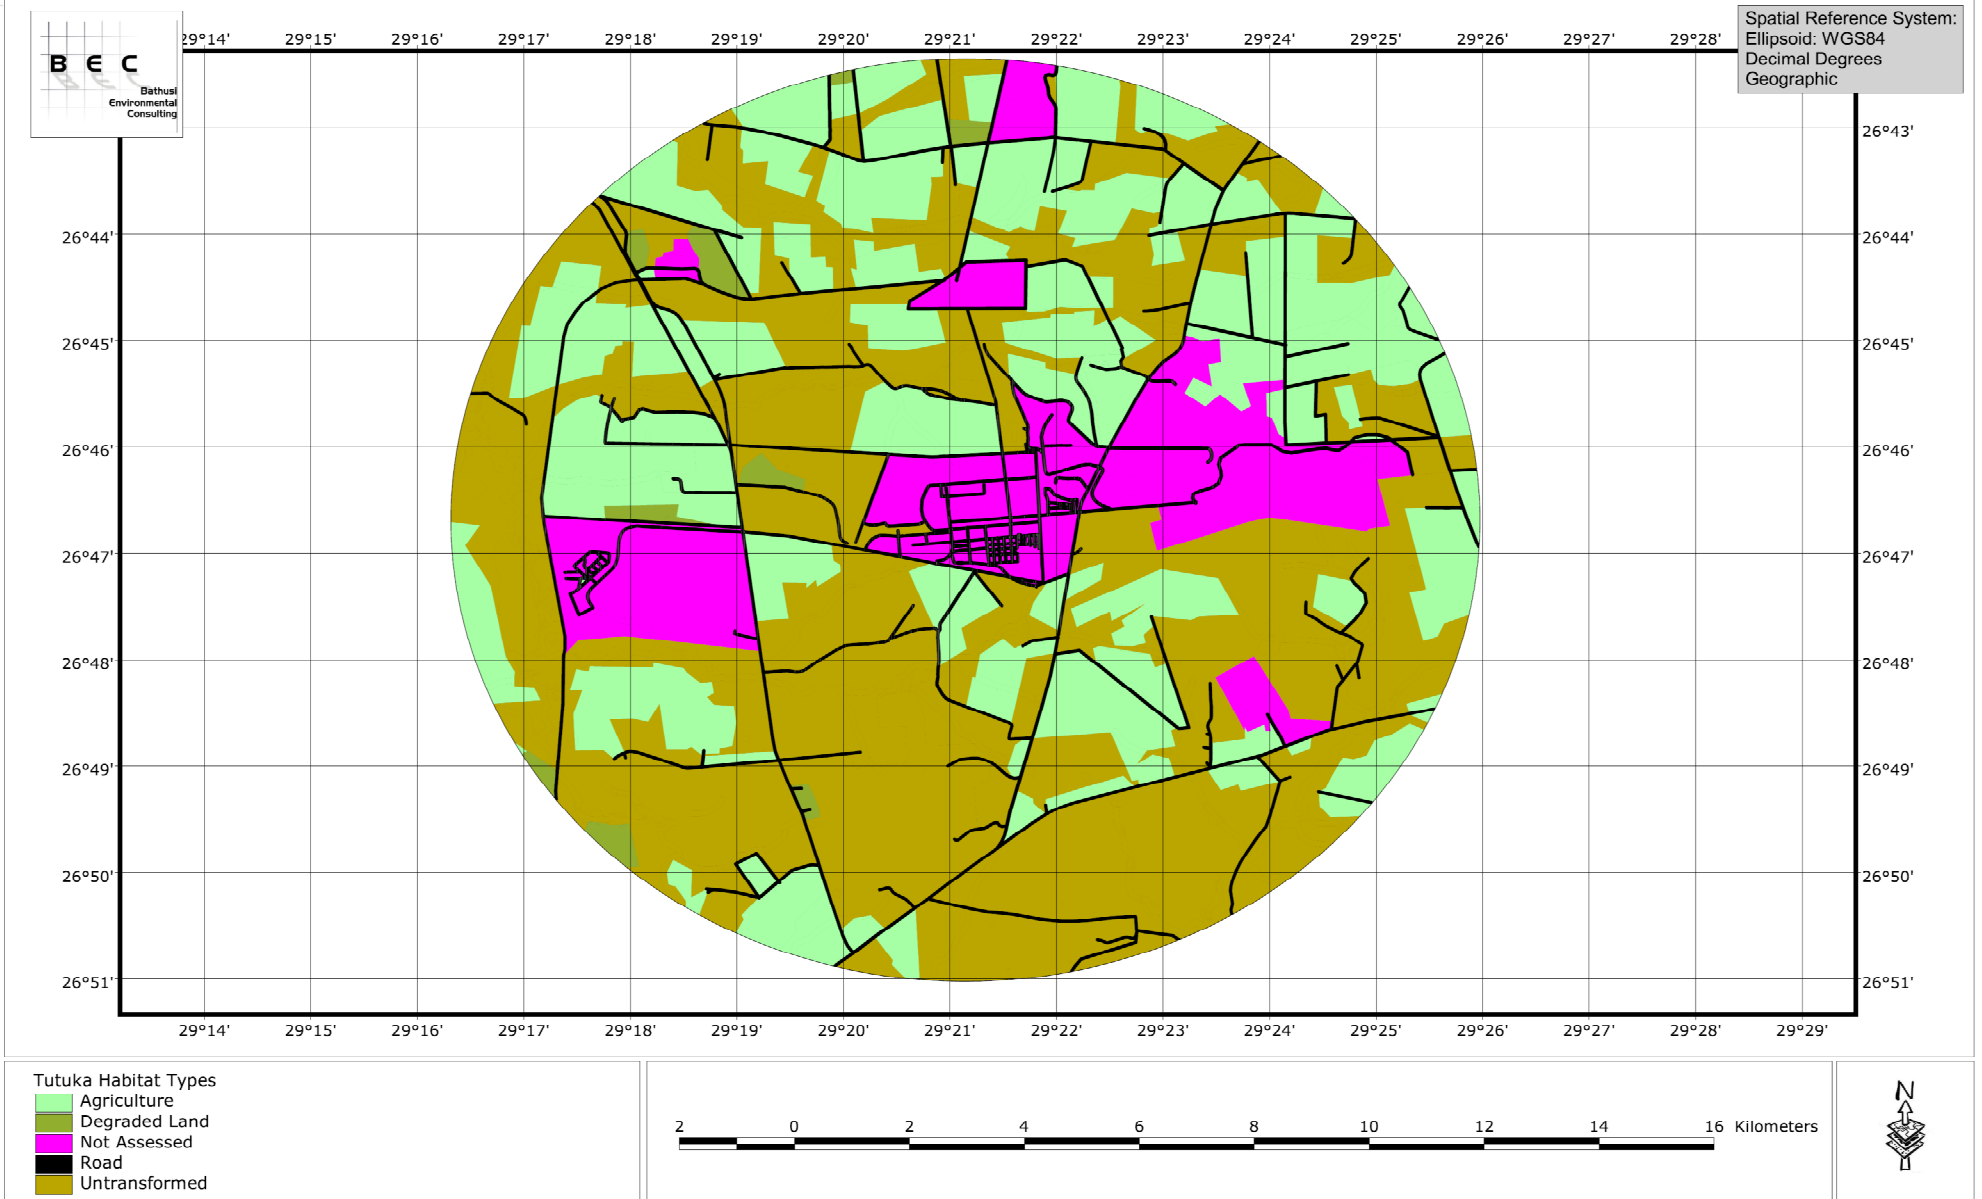 B E C
Bathusi
Environmental
Consulting
Spatial Reference System:
Ellipsoid: WGS84
Decimal Degrees
Geographic
29°14' 29°15' 29°16' 29°17' 29°18' 29°19' 29°20' 29°21' 29°22' 29°23' 29°24' 29°25' 29°26' 29°27' 29°28'
26°43'
26°44' 26°44'
26°45' 26°45'
26°46' 26°46'
26°47' 26°47'
26°48' 26°48'
26°49' 26°49'
26°50' 26°50'
26°51' 26°51'
29°14' 29°15' 29°16' 29°17' 29°18' 29°19' 29°20' 29°21' 29°22' 29°23' 29°24' 29°25' 29°26' 29°27' 29°28' 29°29'
Tutuka Habitat Types
Agriculture
Degraded Land
Not Assessed
Road
Untransformed
2 0 2 4 6 8 10 12 14 16 Kilometers
N